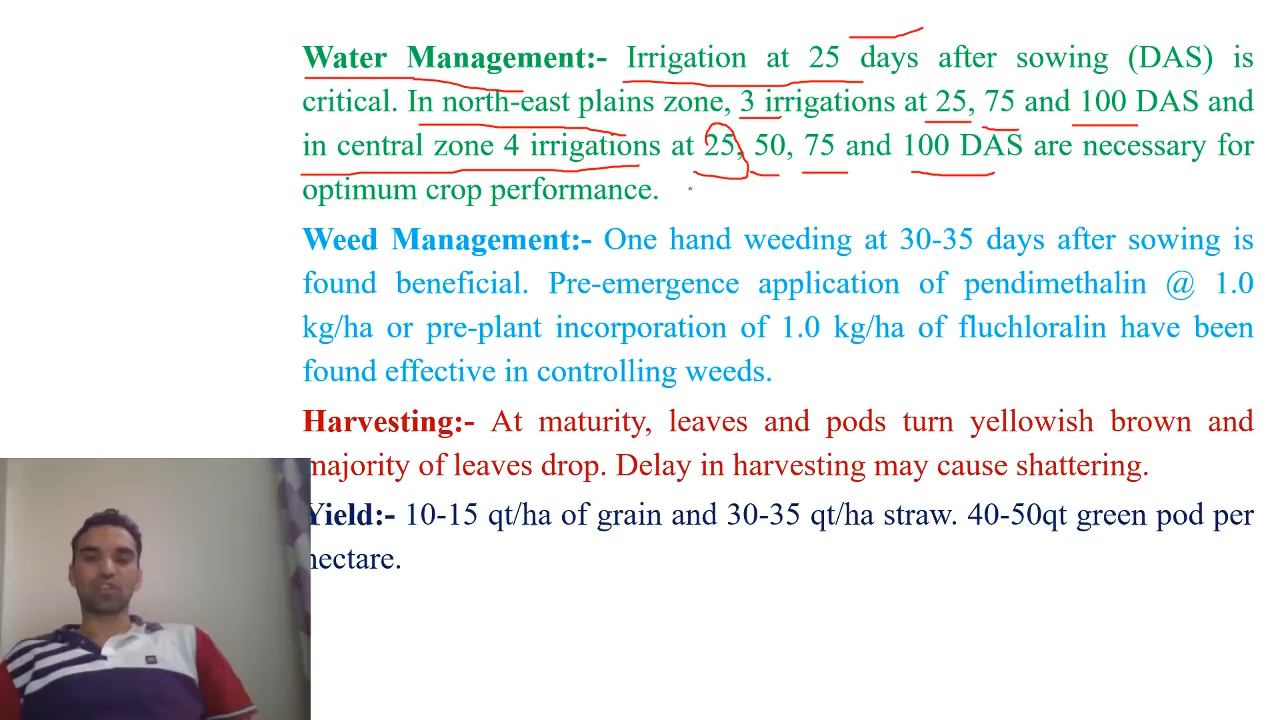 Water Management:- Irrigation at 25 days after sowing (DAS) is
critical. In north-east plains zone, 3 irrigations at 25, 75 and 100 DAS and
in central zone 4 irrigations at 25, 50, 75 and 100 DAS are necessary for
optimum crop performance.
Weed Management:- One hand weeding at 30-35 days after sowing is
found beneficial. Pre-emergence application of pendimethalin @ 1.0
kg/ha or pre-plant incorporation of 1.0 kg/ha of fluchloralin have been
found effective in controlling weeds.
Harvesting:- At maturity, leaves and pods turn yellowish brown and
majority of leaves drop. Delay in harvesting may cause shattering.
Yield:- 10-15 qt/ha of grain and 30-35 qt/ha straw. 40-50qt green pod per
hectare.